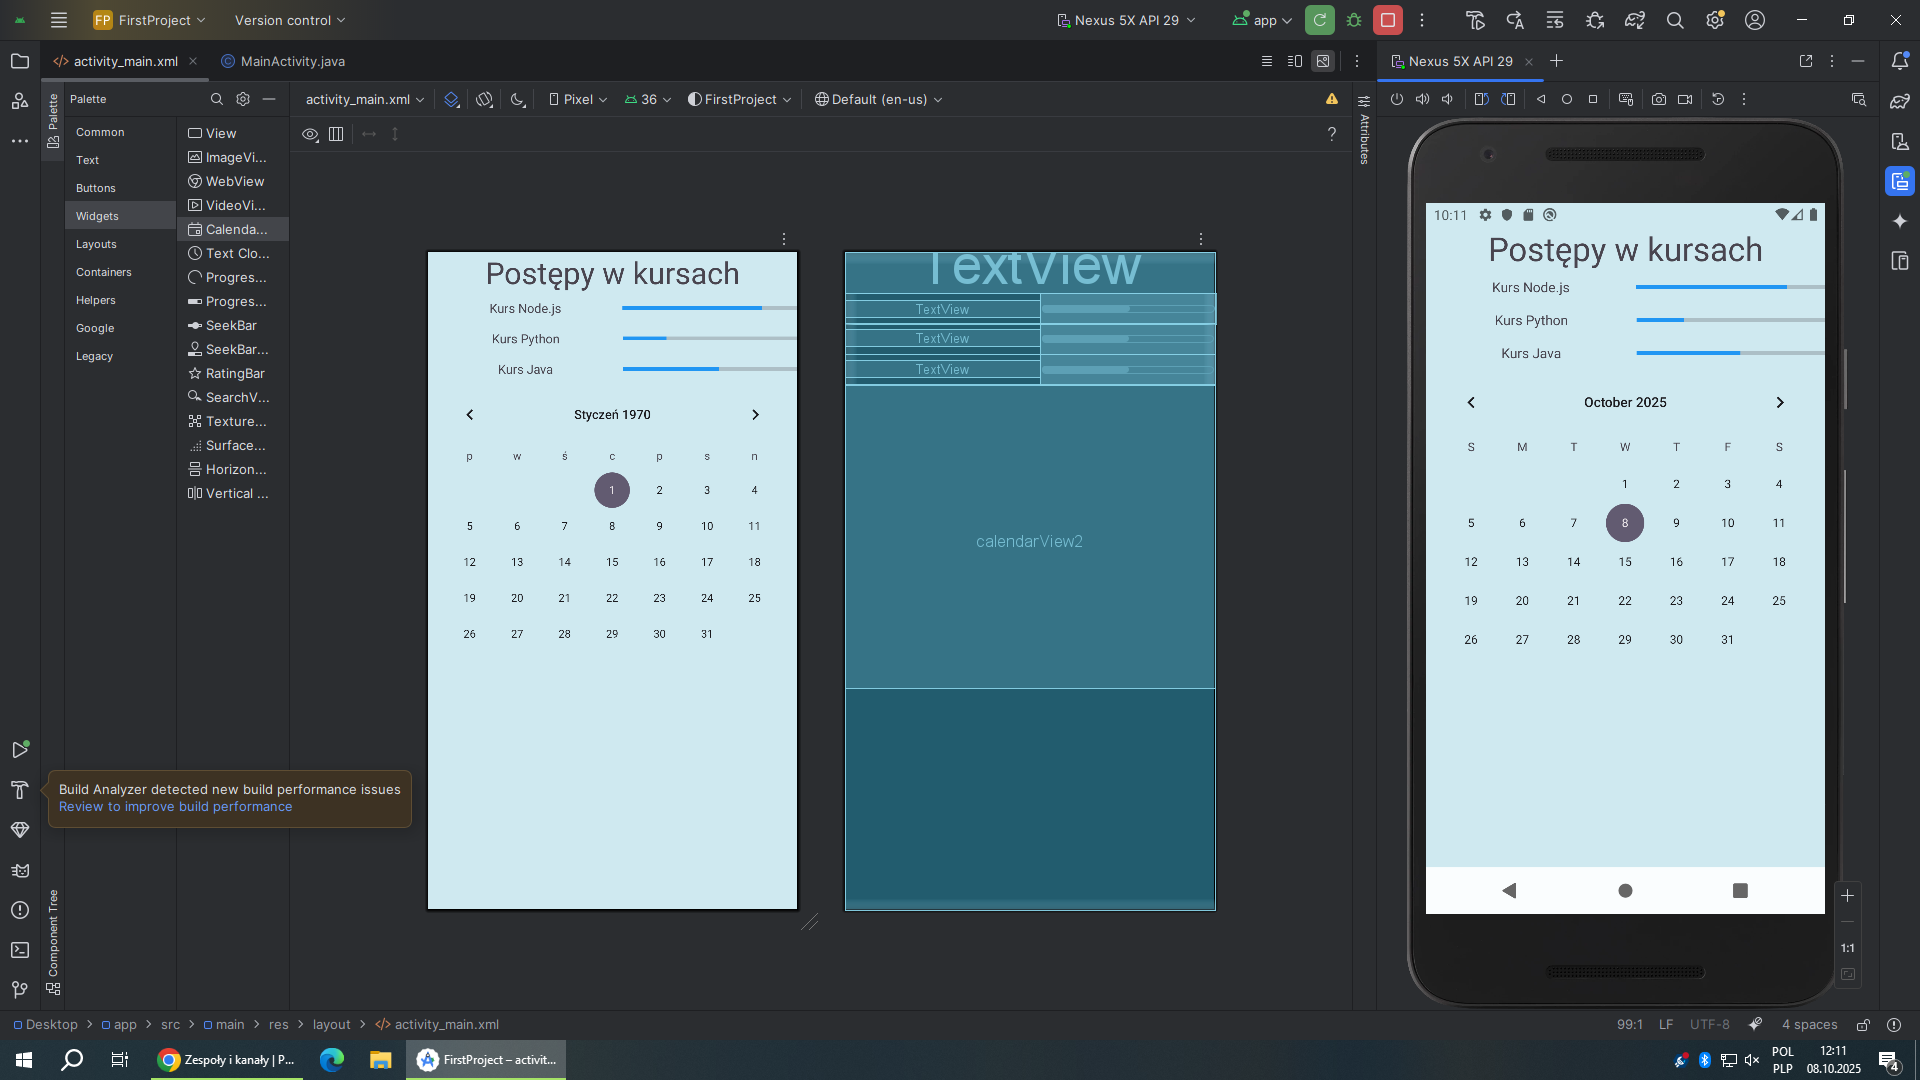 FP FirstProject
Version control
Nexus 5X API 29
app
activity_main.xml
MainActivity.java
Nexus 5X API 29
Palette
Palette
Common
Text
Buttons
Widgets
Layouts
Containers
Helpers
Google
Legacy
View
ImageVi...
WebView
VideoVi...
Calenda...
Text Clo...
Progres...
Progres...
SeekBar
SeekBar...
RatingBar
SearchV...
Texture...
Surface...
Horizon...
Vertical ...
activity_main.xml
Pixel
36
FirstProject
Default (en-us)
?
Attributes
Postępy w kursach
Kurs Node.js
Kurs Python
Kurs Java
Styczeń 1970
p w ś c p s n
1 2 3 4
5 6 7 8 9 10 11
12 13 14 15 16 17 18
19 20 21 22 23 24 25
26 27 28 29 30 31
TextView
TextView
TextView
TextView
calendarView2
10:11
Postępy w kursach
Kurs Node.js
Kurs Python
Kurs Java
October 2025
S M T W T F S
1 2 3 4
5 6 7 8 9 10 11
12 13 14 15 16 17 18
19 20 21 22 23 24 25
26 27 28 29 30 31
1:1
Build Analyzer detected new build performance issues
Review to improve build performance
Component Tree
Desktop > app > src > main > res > layout > activity_main.xml
99:1 LF UTF-8 4 spaces
Zespoły i kanały | P...
FirstProject – activit...
POL
PLP
12:11
08.10.2025
4